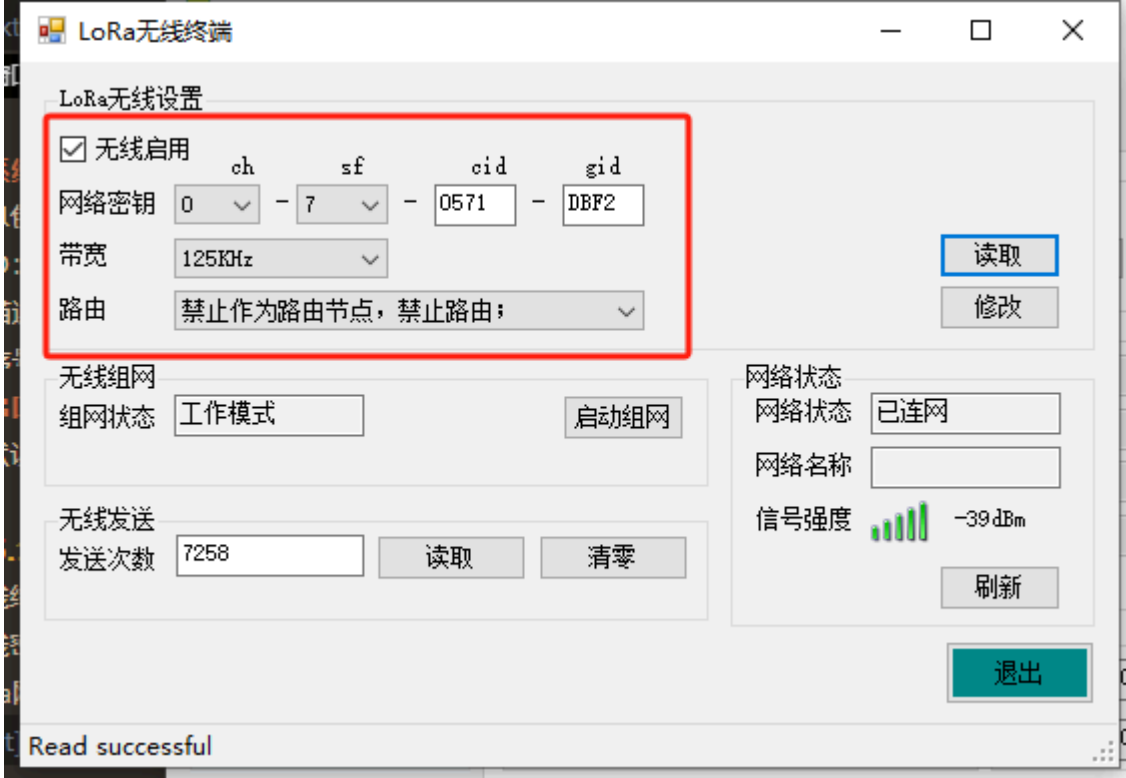 LoRa无线终端
LoRa无线设置
无线启用
ch sf cid gid
网络密钥 0 - 7 - 0571 - DBF2
带宽 125KHz
读取
路由 禁止作为路由节点，禁止路由；
修改
无线组网
组网状态 工作模式 启动组网
网络状态
网络状态 已连网
网络名称
信号强度 -39dBm
刷新
无线发送
发送次数 7258 读取 清零
退出
Read successful